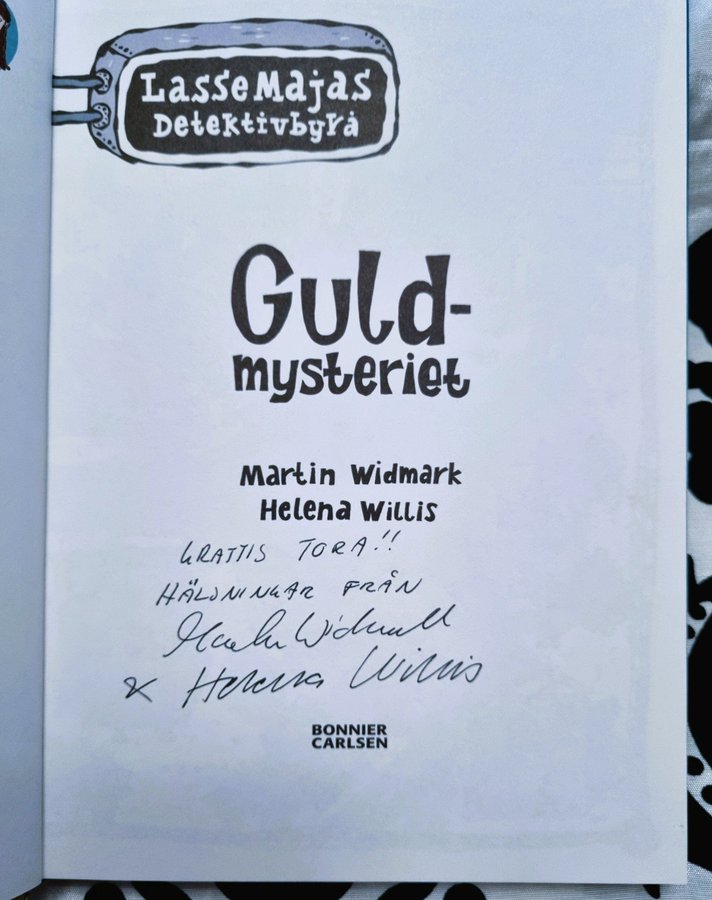 LasseMajas
Detektivbyrå
Guld-
mysteriet
Martin Widmark
Helena Willis
GRATTIS TORA!!
HÄLSNINGAR FRÅN
Martin Widmark
& Helena Willis
BONNIER
CARLSEN